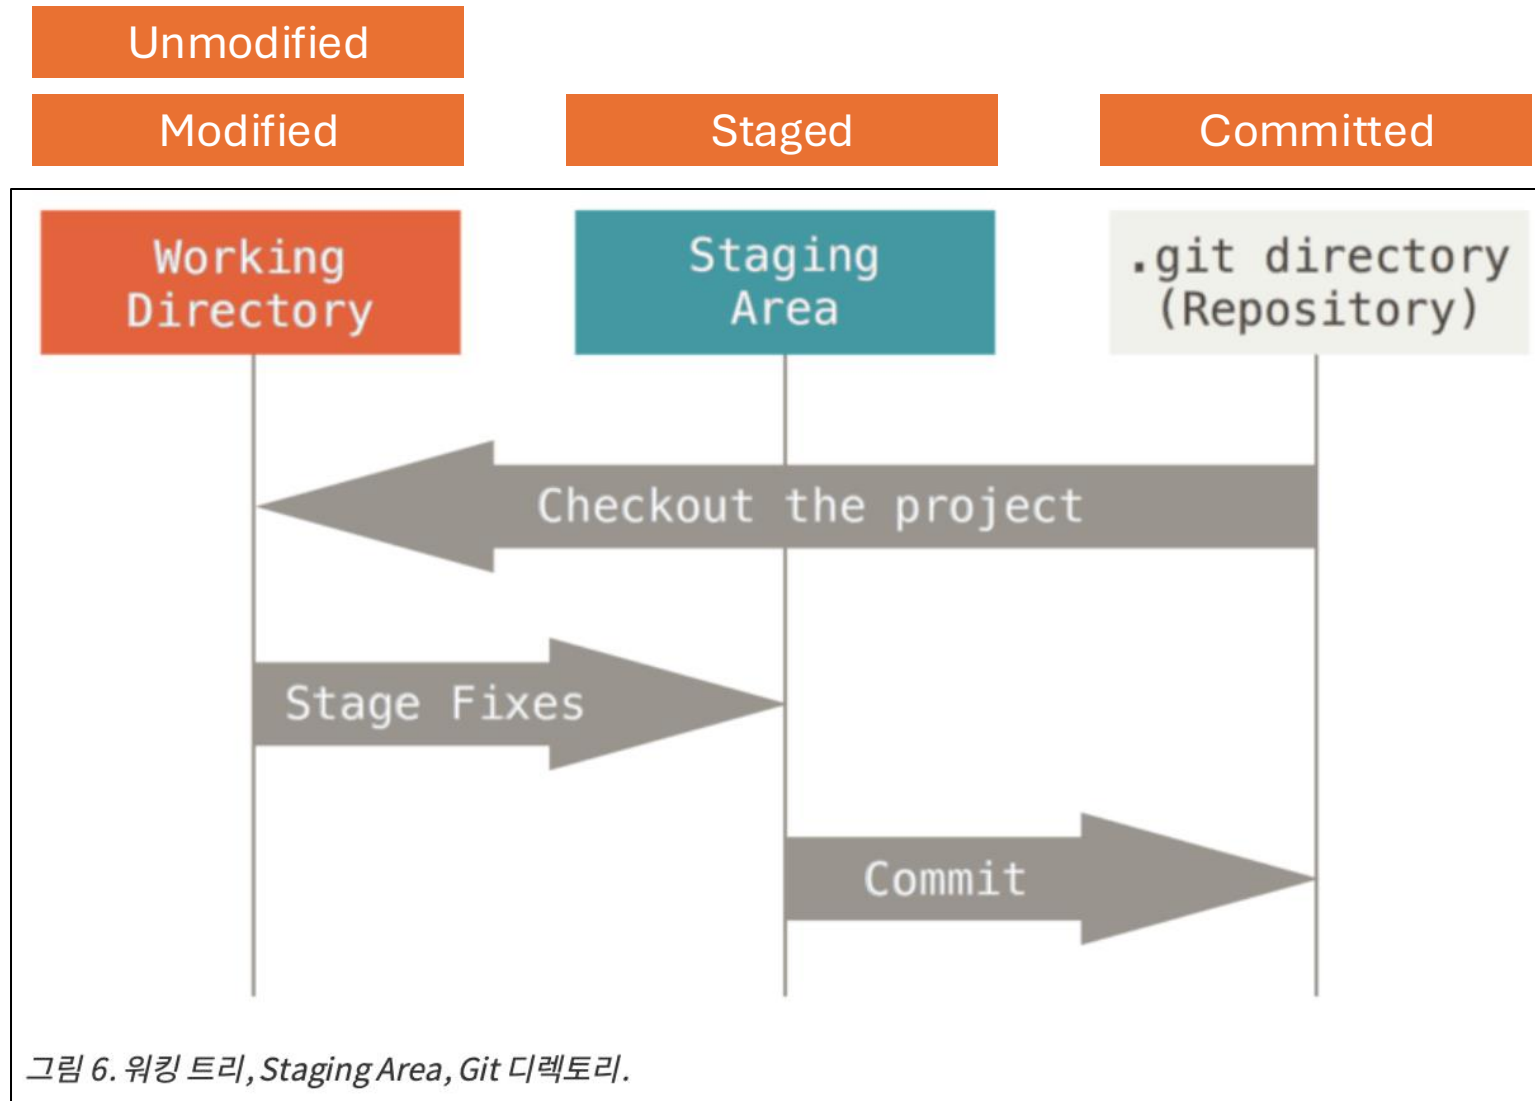 Unmodified
Modified
Staged
Committed
Working
Directory
Staging
Area
.git directory
(Repository)
Checkout the project
Stage Fixes
Commit
그림 6. 워킹 트리, Staging Area, Git 디렉토리.